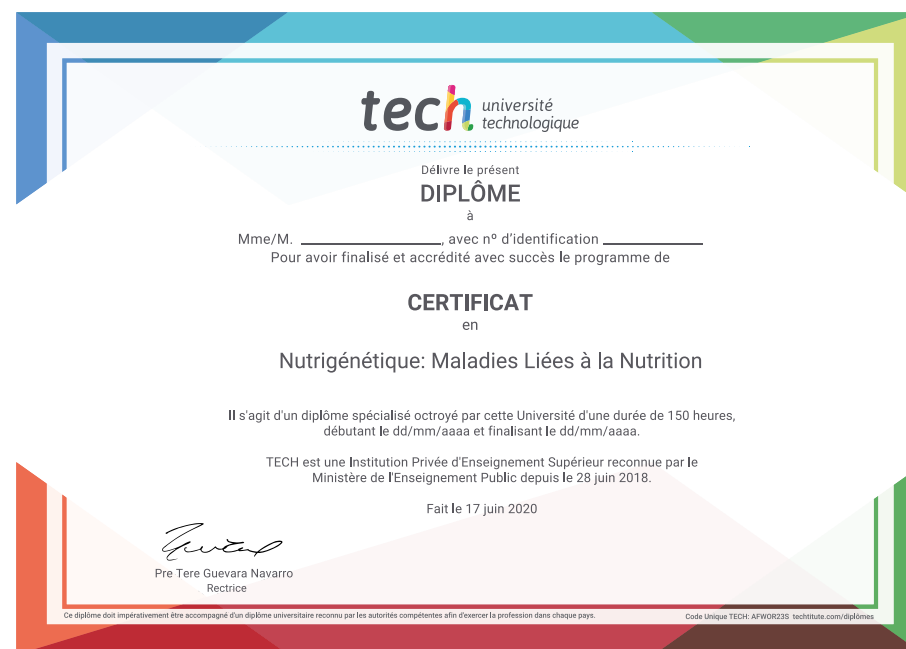 tech université
technologique
Délivre le présent
DIPLÔME
à
Mme/M. ____________________, avec nº d'identification ______________
Pour avoir finalisé et accrédité avec succès le programme de
CERTIFICAT
en
Nutrigénétique: Maladies Liées à la Nutrition
Il s'agit d'un diplôme spécialisé octroyé par cette Université d'une durée de 150 heures,
débutant le dd/mm/aaaa et finalisant le dd/mm/aaaa.
TECH est une Institution Privée d'Enseignement Supérieur reconnue par le
Ministère de l'Enseignement Public depuis le 28 juin 2018.
Fait le 17 juin 2020
Pre Tere Guevara Navarro
Rectrice
Ce diplôme doit impérativement être accompagné d'un diplôme universitaire reconnu par les autorités compétentes afin d'exercer la profession dans chaque pays.
Code Unique TECH: AFWOR23S techtitute.com/diplômes